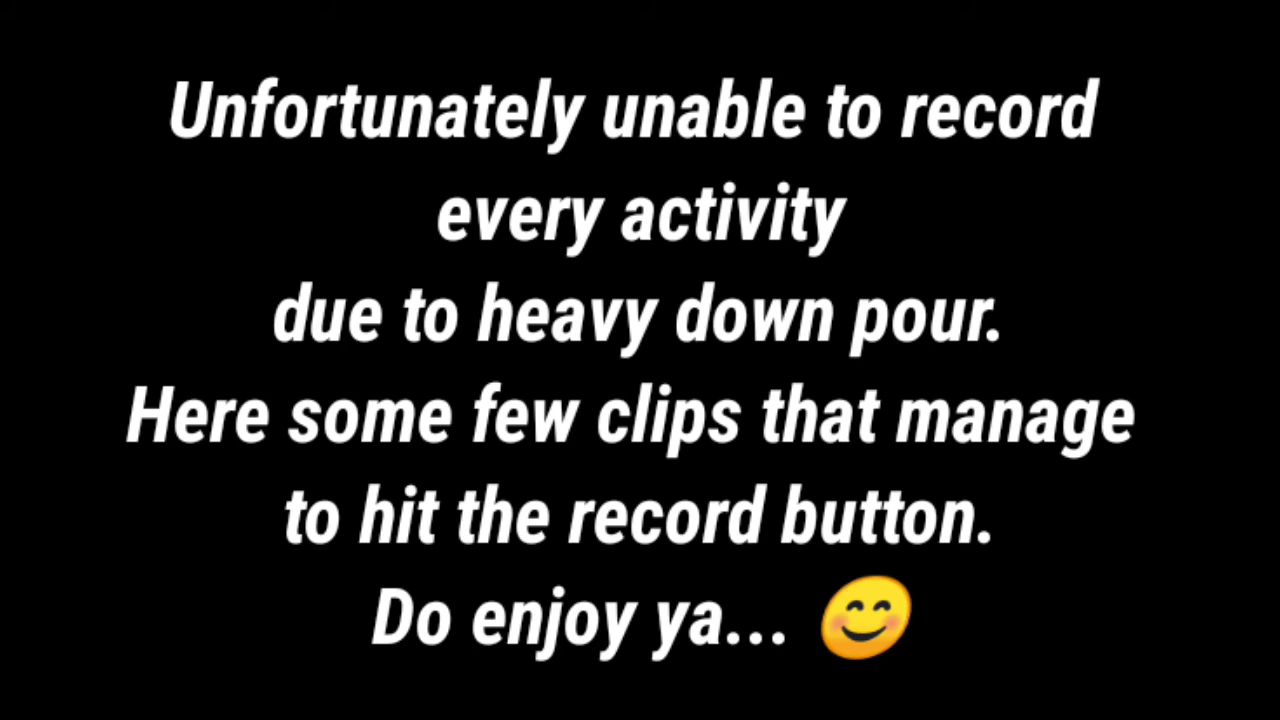 Unfortunately unable to record
every activity
due to heavy down pour.
Here some few clips that manage
to hit the record button.
Do enjoy ya... 😊